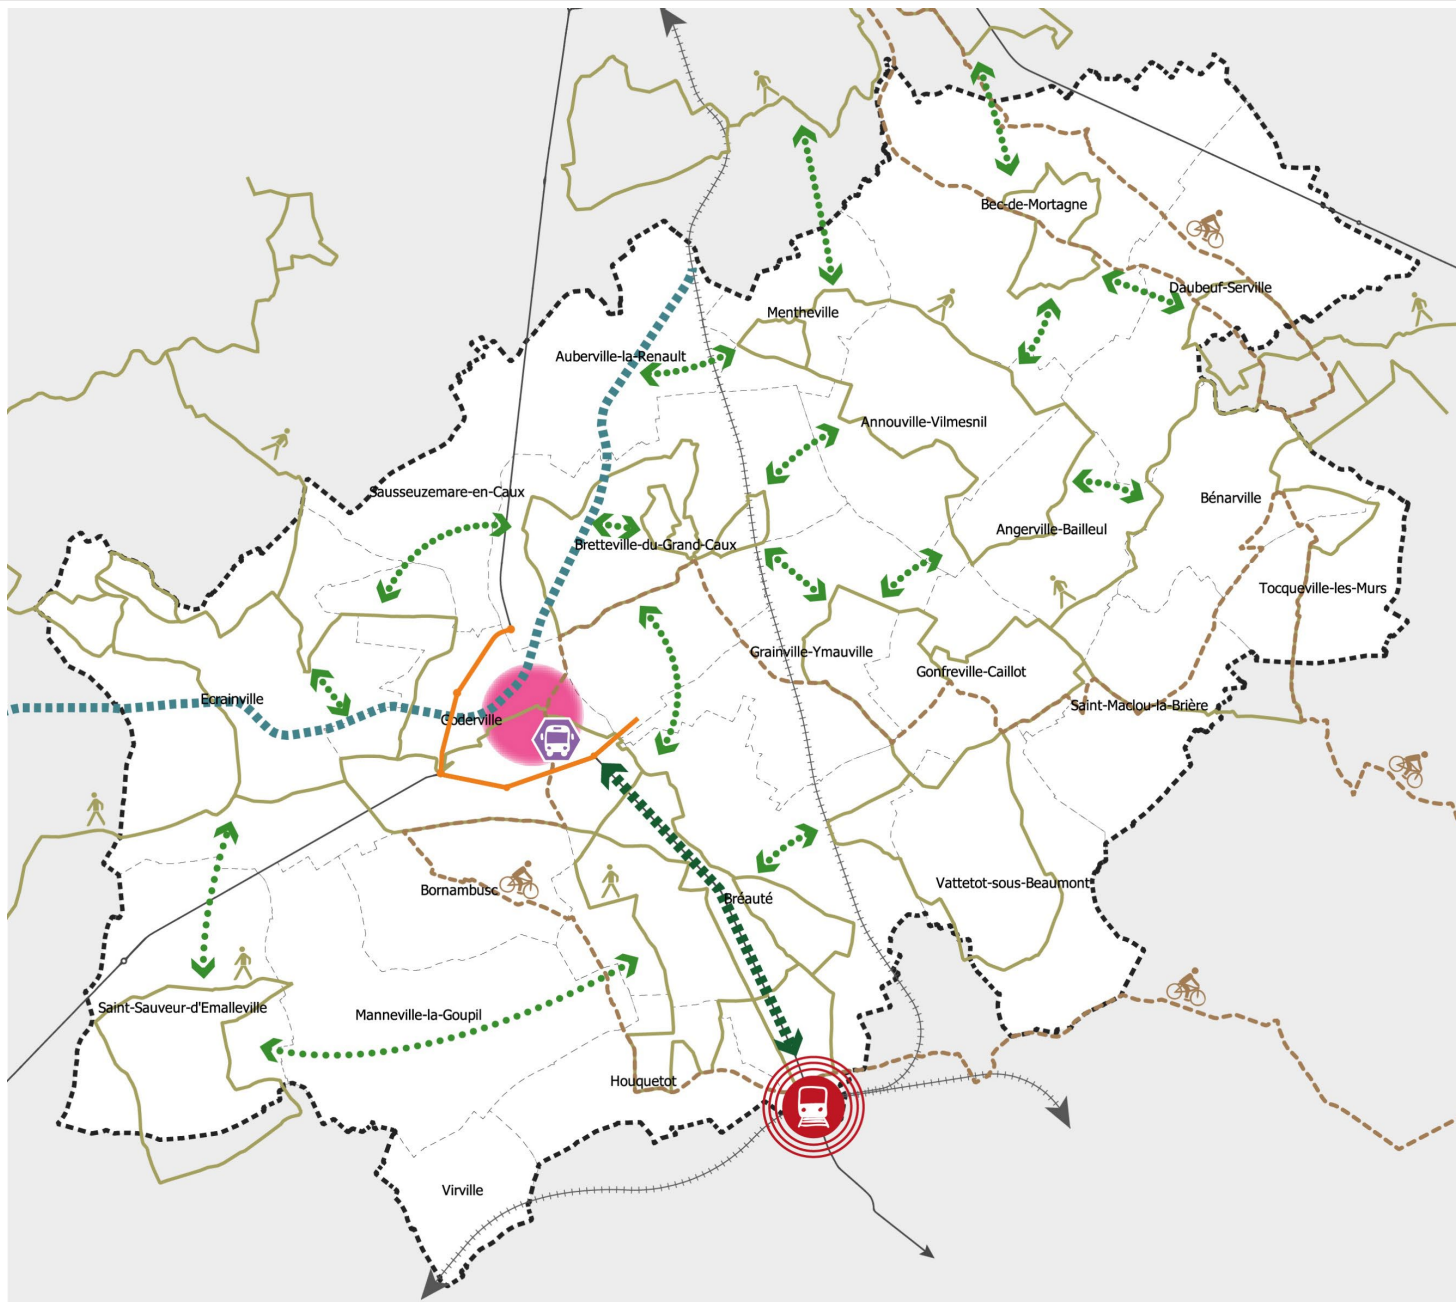 Bec-de-Mortagne
Daubeuf-Serville
Mentheville
Auberville-la-Renault
Annouville-Vilmesnil
Sausseuzemare-en-Caux
Bénarville
Angerville-Bailleul
Bretteville-du-Grand-Caux
Tocqueville-les-Murs
Grainville-Ymauville
Gonfreville-Caillot
Ecrainville
Saint-Maclou-la-Brière
Goderville
Vattetot-sous-Beaumont
Bornambusc
Bréauté
Saint-Sauveur-d'Emalleville
Manneville-la-Goupil
Houquetot
Virville